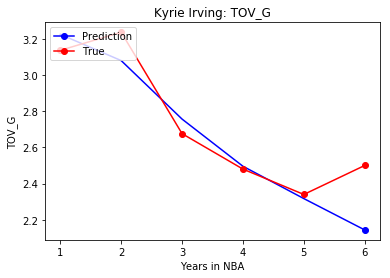 Kyrie Irving: TOV_G
Prediction
True
TOV_G
3.2
3.0
2.8
2.6
2.4
2.2
1 2 3 4 5 6
Years in NBA